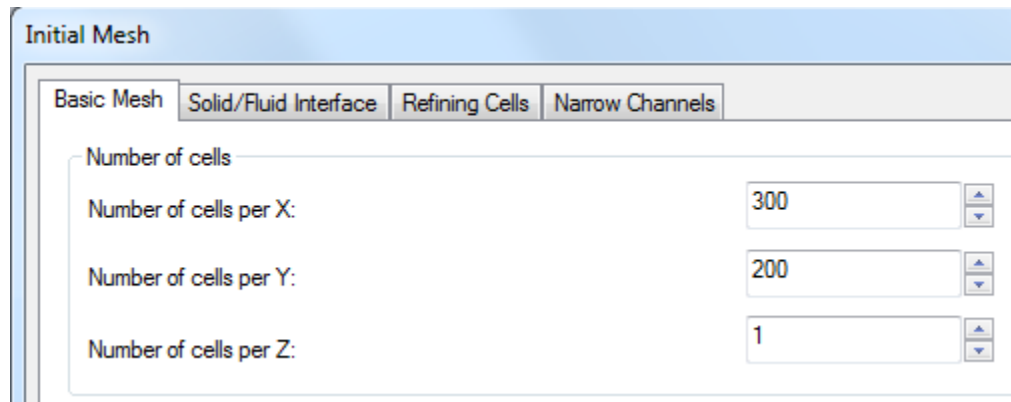 Initial Mesh
Basic Mesh Solid/Fluid Interface Refining Cells Narrow Channels
Number of cells
Number of cells per X: 300
Number of cells per Y: 200
Number of cells per Z: 1